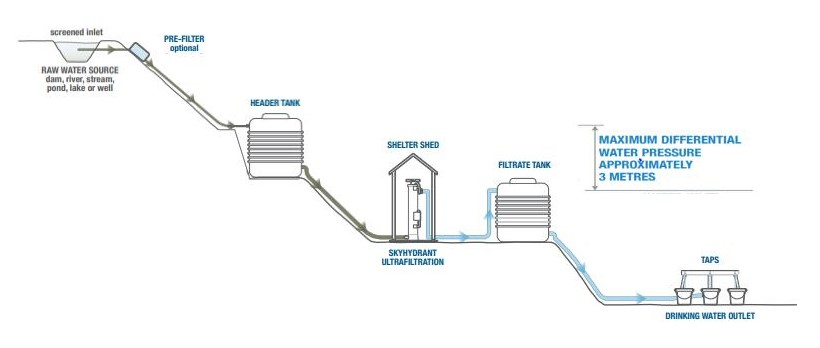 screened inlet
PRE-FILTER
optional
RAW WATER SOURCE
dam, river, stream,
pond, lake or well
HEADER TANK
SHELTER SHED
FILTRATE TANK
MAXIMUM DIFFERENTIAL
WATER PRESSURE
APPROXIMATELY
3 METRES
SKYHYDRANT
ULTRAFILTRATION
TAPS
DRINKING WATER OUTLET